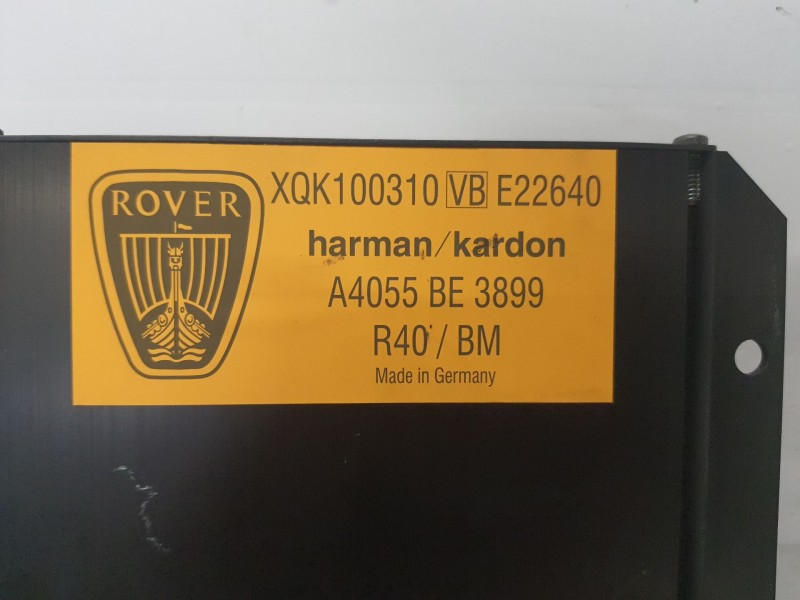 ROVER
XQK100310 VB E22640
harman/kardon
A4055 BE 3899
R40 / BM
Made in Germany